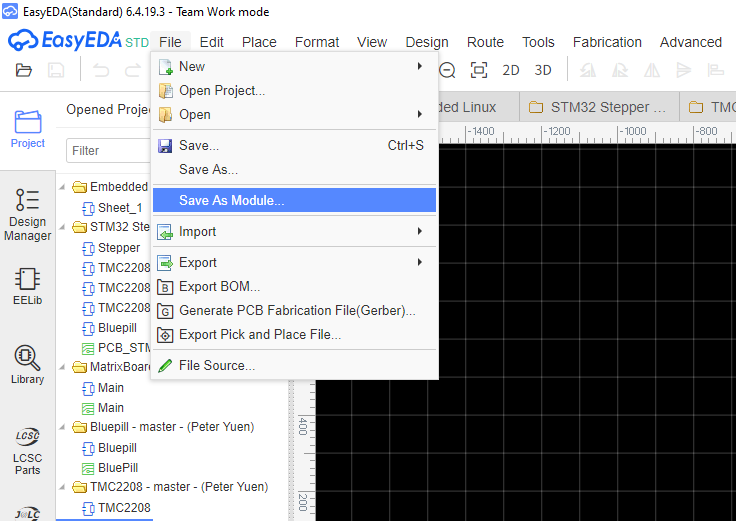 EasyEDA(Standard) 6.4.19.3 - Team Work mode
EasyEDA STD File Edit Place Format View Design Route Tools Fabrication Advanced
2D 3D
Opened Projec
ded Linux STM32 Stepper ... TMC
Project
Filter
-1400 -1200 -1000 -800
New
Open Project...
Open
Save... Ctrl+S
Save As...
Save As Module...
Import
Export
Export BOM...
Generate PCB Fabrication File(Gerber)...
Export Pick and Place File...
File Source...
Design
Manager
EELib
Library
LCSC
LCSC
Parts
J@LC
Embedded
Sheet_1
STM32 Ste
Stepper
TMC2208
TMC2208
TMC2208
Bluepill
PCB_STM
MatrixBoar
Main
Main
Bluepill - master - (Peter Yuen)
Bluepill
BluePill
TMC2208 - master - (Peter Yuen)
TMC2208
400
200